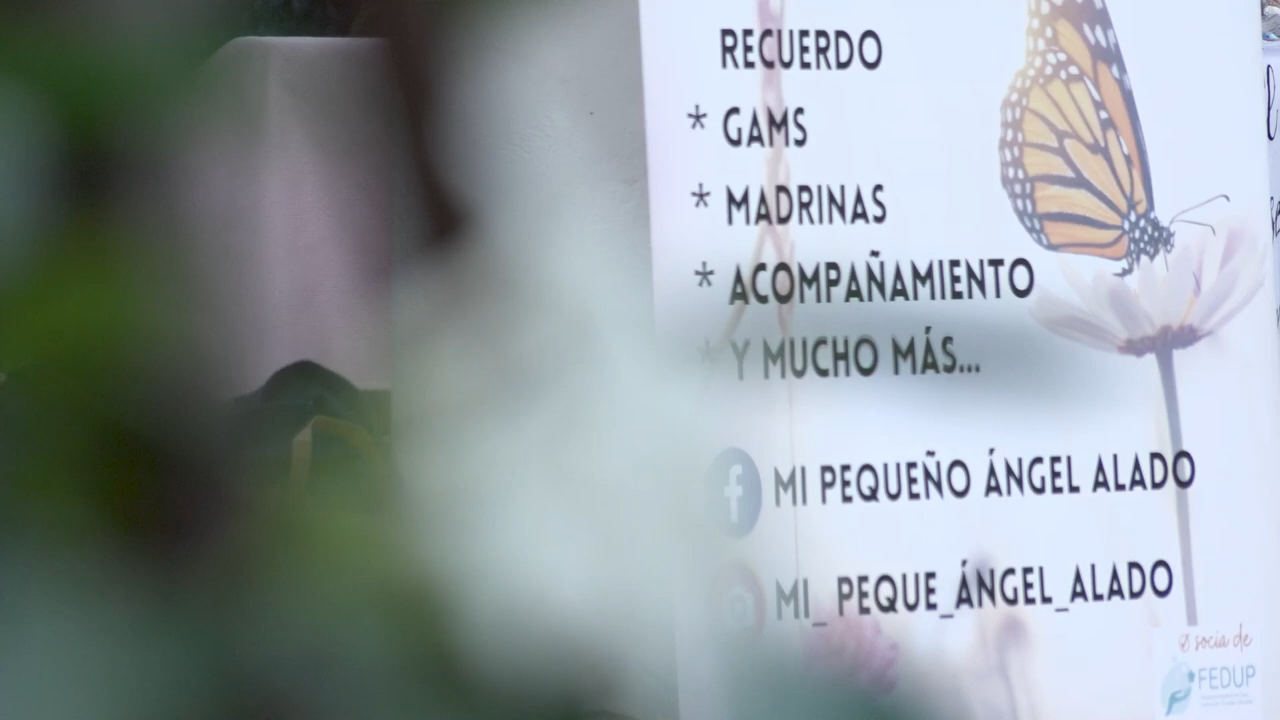 RECUERDO
* GAMS
* MADRINAS
* ACOMPAÑAMIENTO
* Y MUCHO MÁS...
f MI PEQUEÑO ÁNGEL ALADO
MI_ PEQUE_ÁNGEL_ALADO
socia de
FEDUP